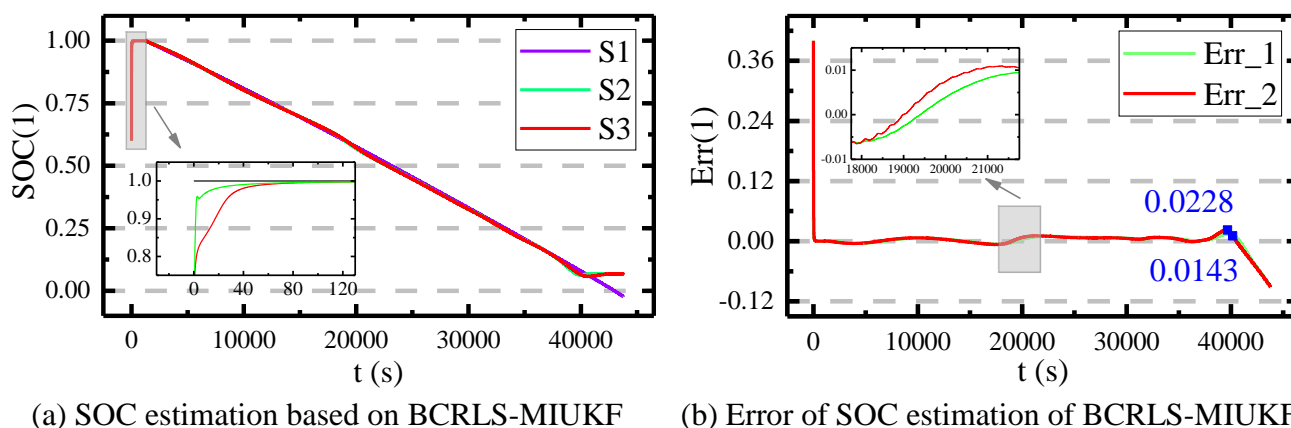 1.00
0.75
0.50
0.25
0.00
SOC(1)
S1
S2
S3
1.0
0.9
0.8
0 40 80 120
0 10000 20000 30000 40000
t (s)
(a) SOC estimation based on BCRLS-MIUKF
0.36
0.24
0.12
0.00
-0.12
Err(1)
Err_1
Err_2
0.01
0.00
-0.01
18000 19000 20000 21000
0.0228
0.0143
0 10000 20000 30000 40000
t (s)
(b) Error of SOC estimation of BCRLS-MIUKF